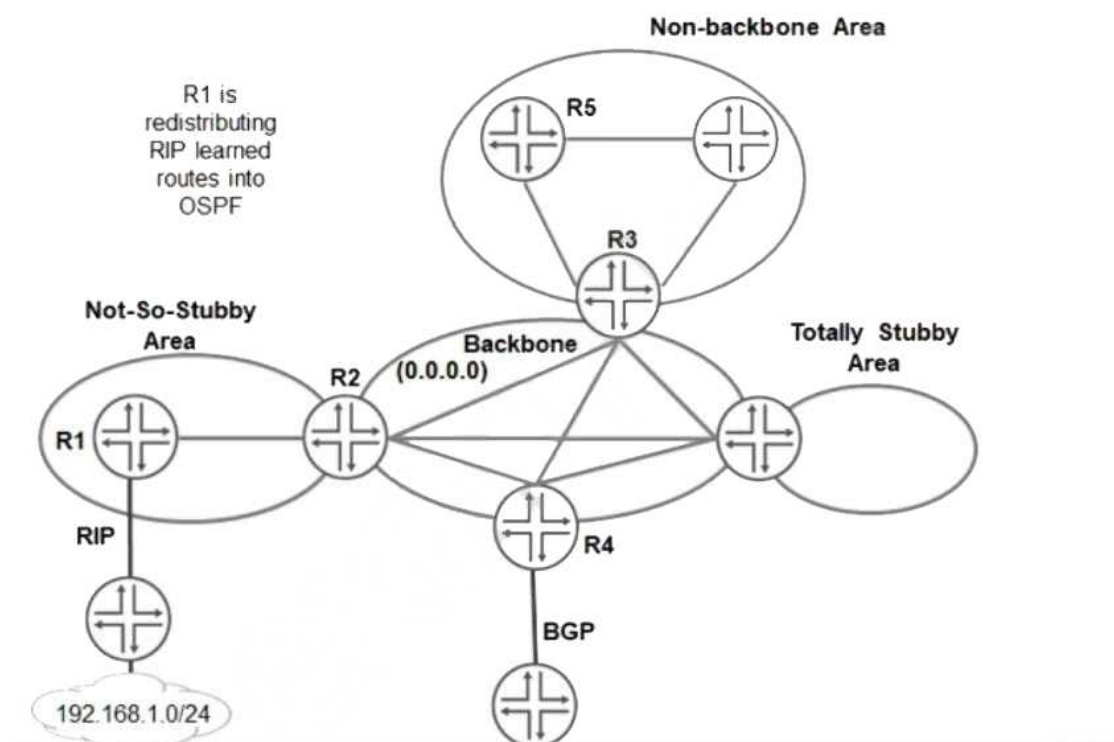 Non-backbone Area
R1 is
redistributing
RIP learned
routes into
OSPF
R5
R3
Not-So-Stubby
Area
Backbone
(0.0.0.0)
Totally Stubby
Area
R2
R1
RIP
R4
BGP
192.168.1.0/24